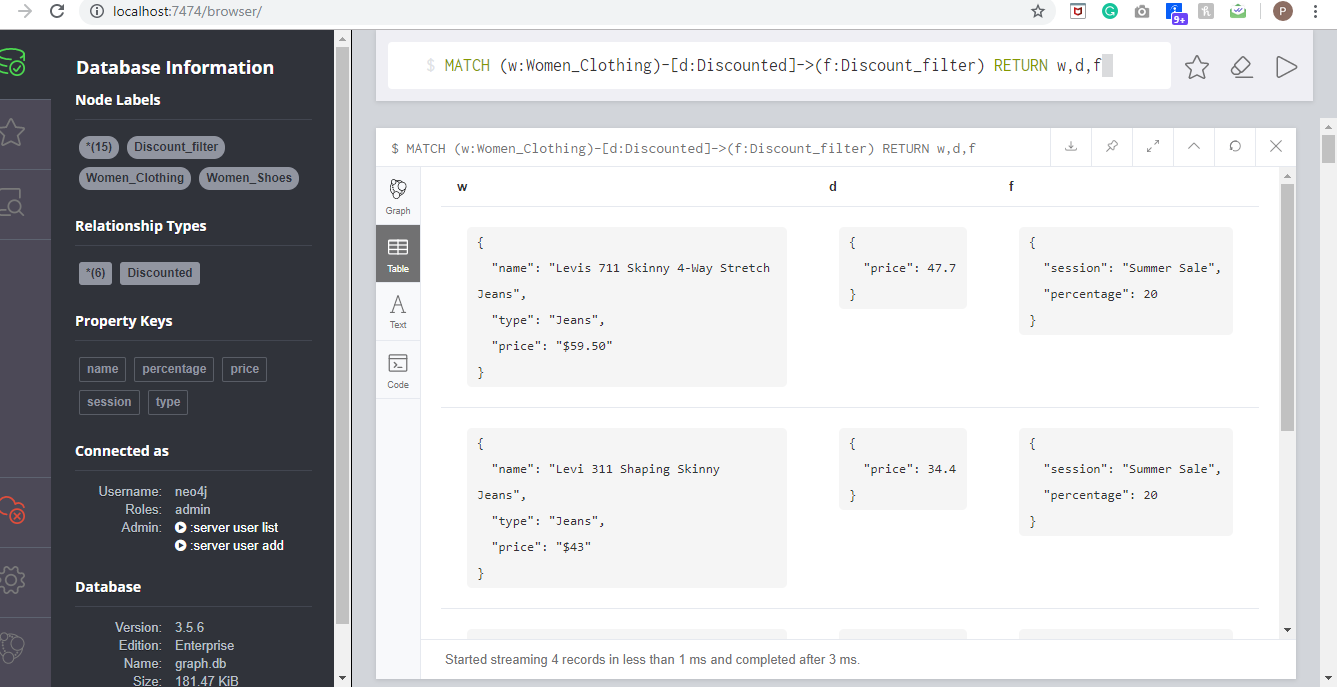 localhost:7474/browser/
9+
P
Database Information
Node Labels
*(15)
Discount_filter
Women_Clothing
Women_Shoes
Relationship Types
*(6)
Discounted
Property Keys
name
percentage
price
session
type
Connected as
Username: neo4j
Roles: admin
Admin: :server user list
:server user add
Database
Version: 3.5.6
Edition: Enterprise
Name: graph.db
Size: 181.47 KiB
$ MATCH (w:Women_Clothing)-[d:Discounted]->(f:Discount_filter) RETURN w,d,f
$ MATCH (w:Women_Clothing)-[d:Discounted]->(f:Discount_filter) RETURN w,d,f
Graph
Table
Text
Code
w
d
f
{
"name": "Levis 711 Skinny 4-Way Stretch
Jeans",
"type": "Jeans",
"price": "$59.50"
}
{
"price": 47.7
}
{
"session": "Summer Sale",
"percentage": 20
}
{
"name": "Levi 311 Shaping Skinny
Jeans",
"type": "Jeans",
"price": "$43"
}
{
"price": 34.4
}
{
"session": "Summer Sale",
"percentage": 20
}
Started streaming 4 records in less than 1 ms and completed after 3 ms.